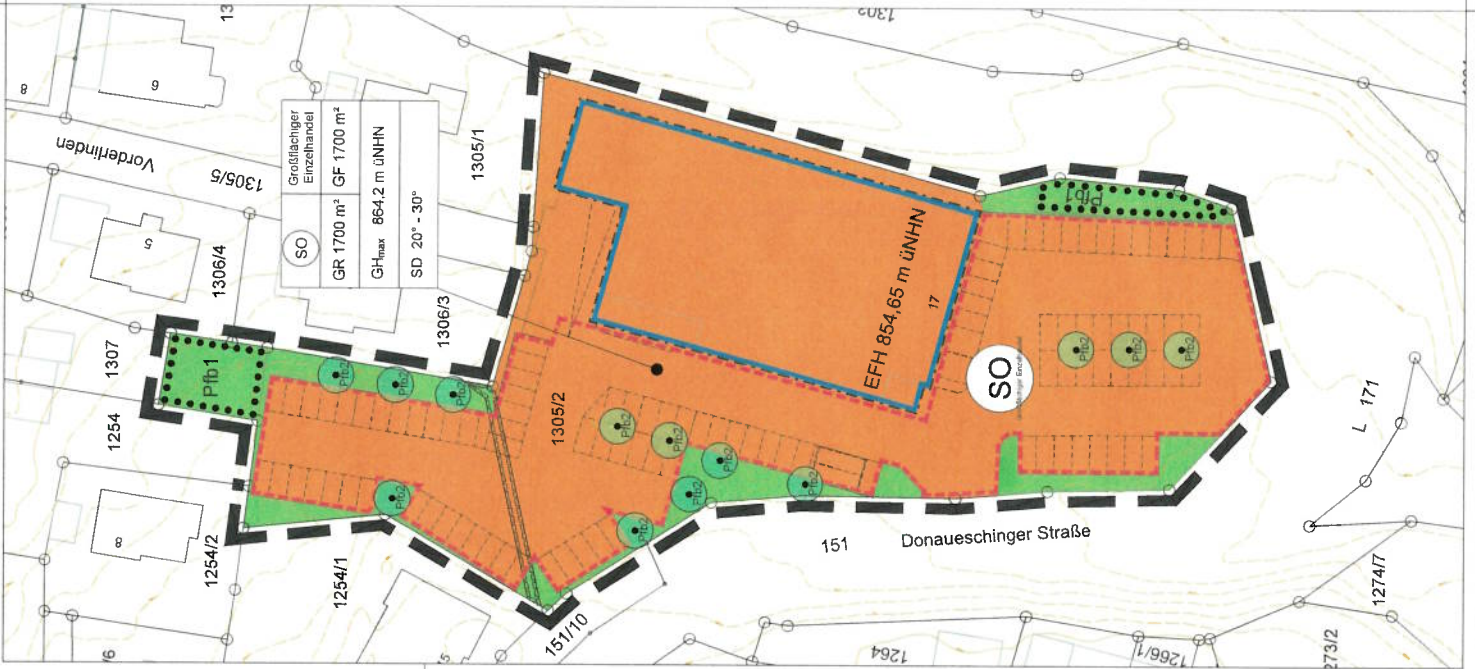 13
1302
8
6
Vorderlinden
1305/5
SO
Großflächiger
Einzelhandel
GR 1700 m²
GF 1700 m²
GHmax 864,2 m üNHN
SD 20° - 30°
1305/1
5
1306/4
1306/3
1307
Pfb1
1254
Pfb2
Pfb2
Pfb2
Pfb2
8
1254/2
1254/1
1305/2
Pfb2
Pfb2
Pfb2
Pfb2
Pfb2
Pfb2
EFH 854,65 m üNHN
17
SO
Pfb1
Pfb2
Pfb2
Pfb2
151
Donaueschinger Straße
L 171
151/10
1264
1266/1
1274/7
273/2